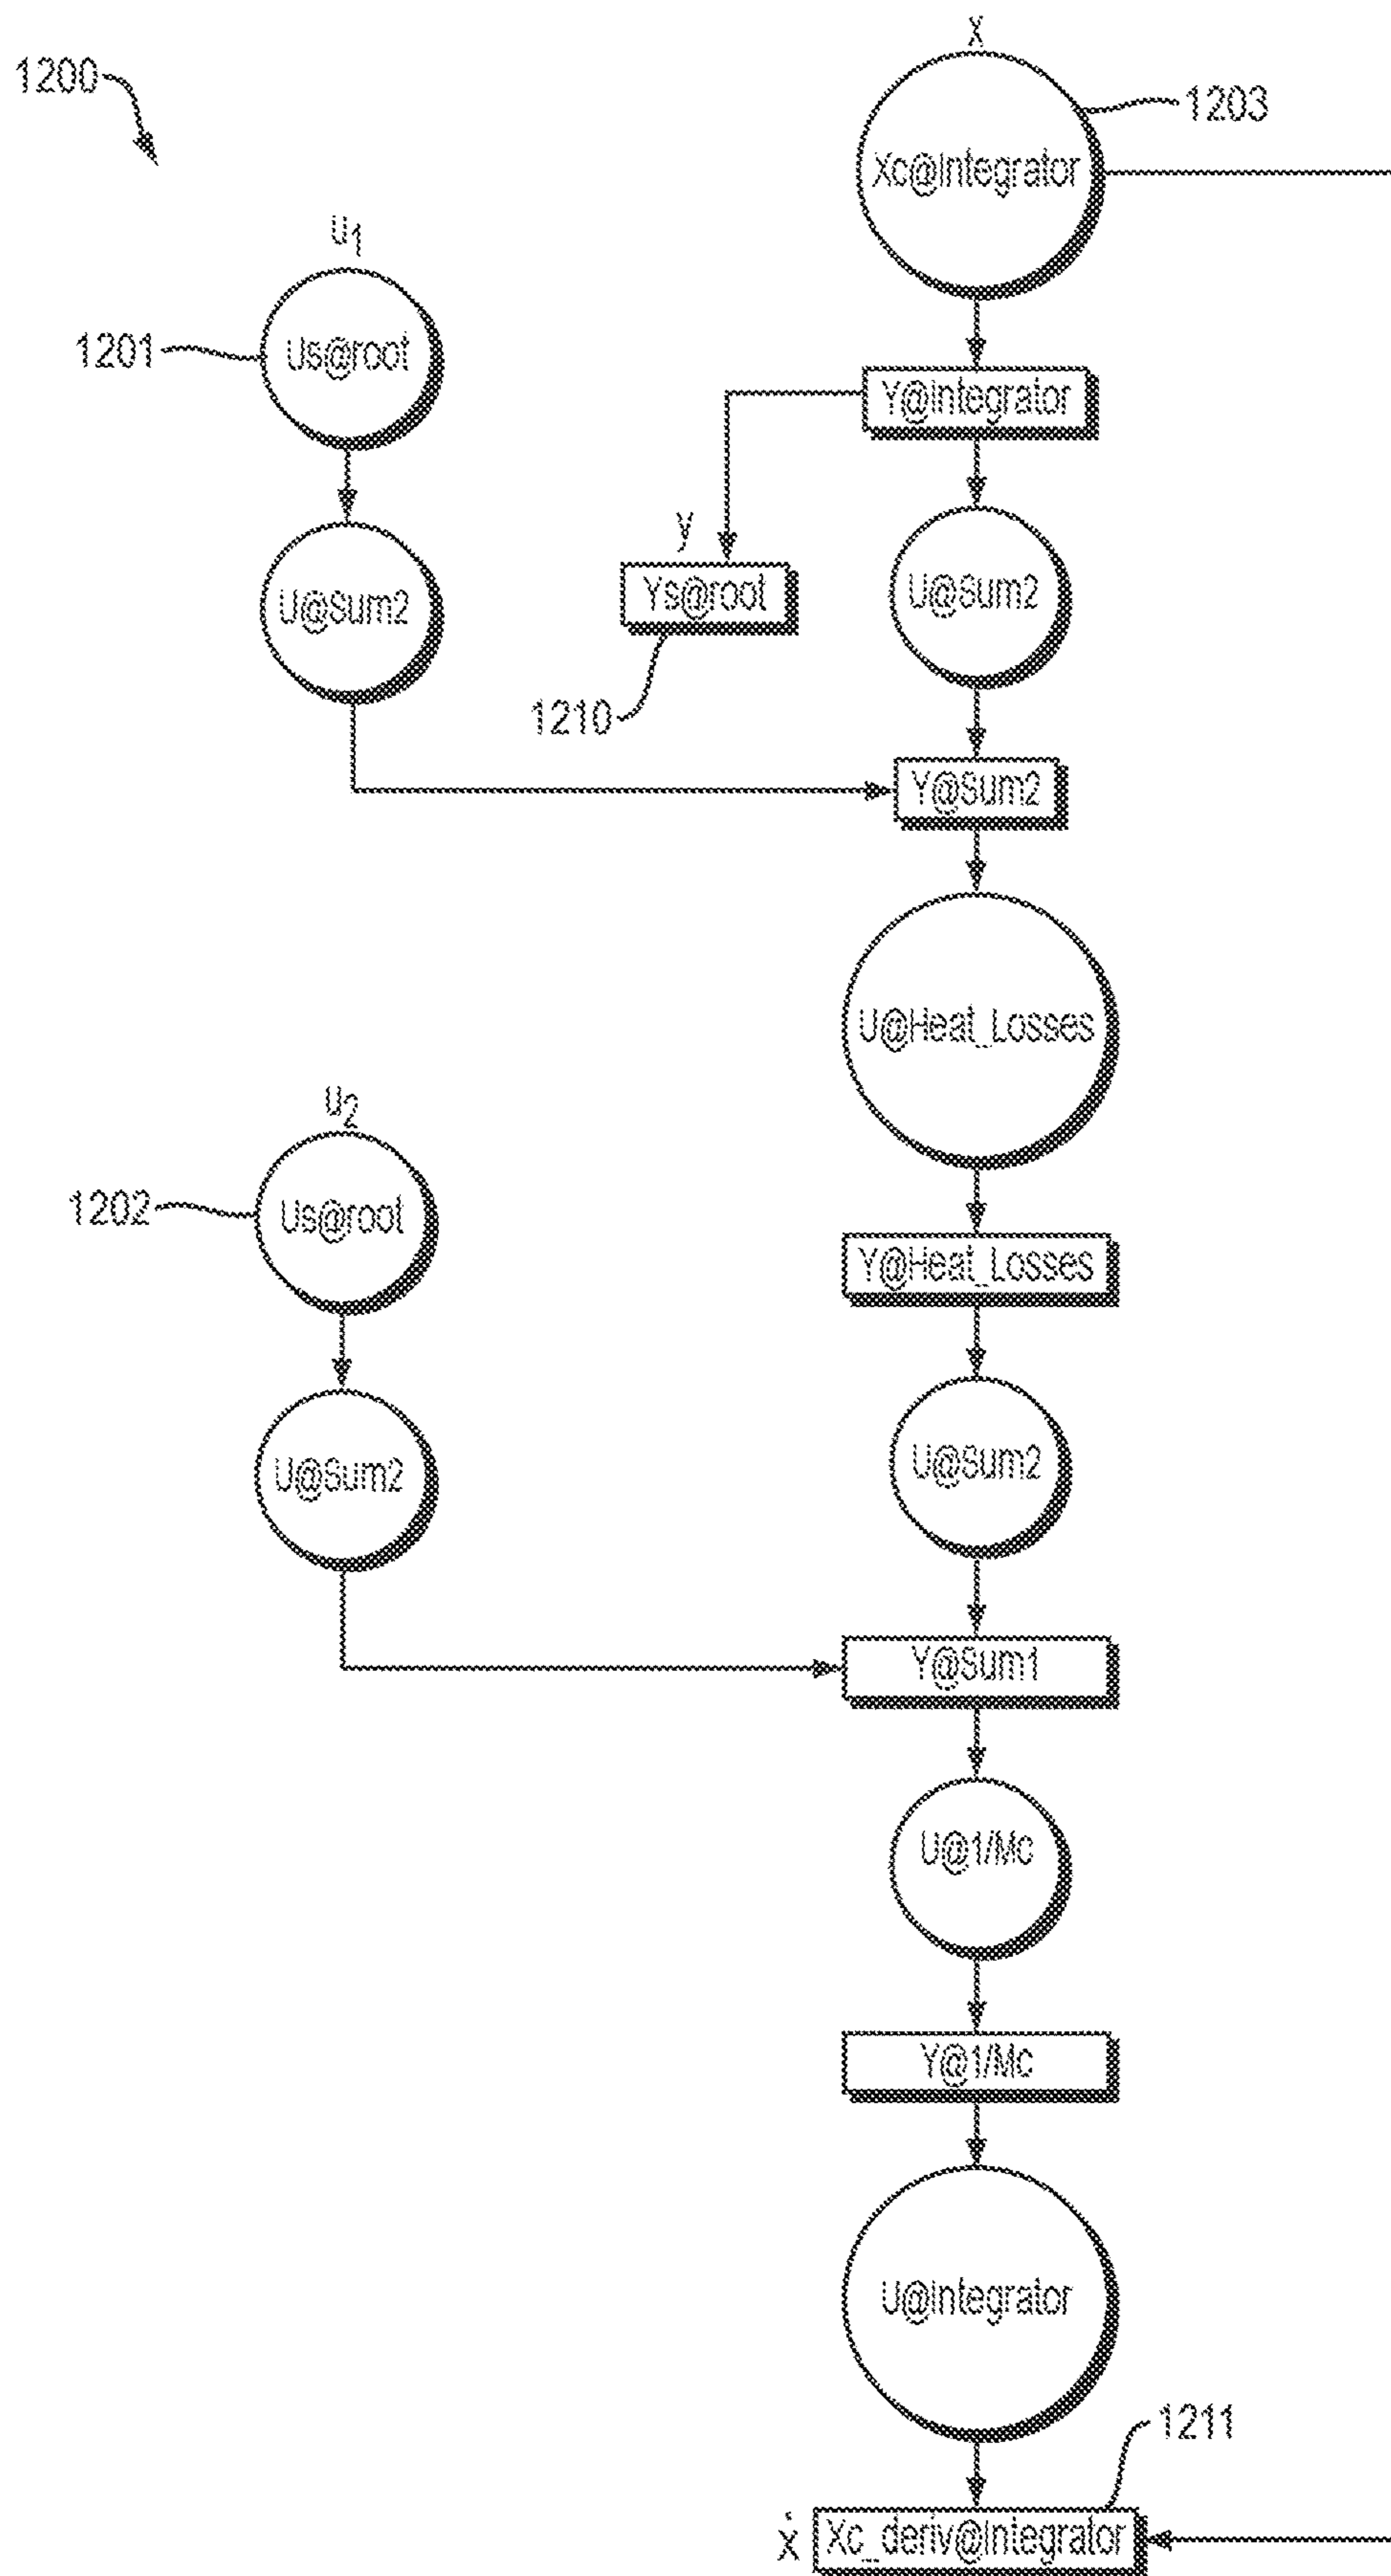 1200
X
1203
Xc@Integrator
u1
1201
Us@root
Y@Integrator
y
U@Sum2
Ys@root
U@Sum2
1210
Y@Sum2
U@Heat_Losses
u2
1202
Us@root
Y@Heat_Losses
U@Sum2
U@Sum2
Y@Sum1
U@1/Mc
Y@1/Mc
U@Integrator
1211
Ẋ
Xc_deriv@Integrator